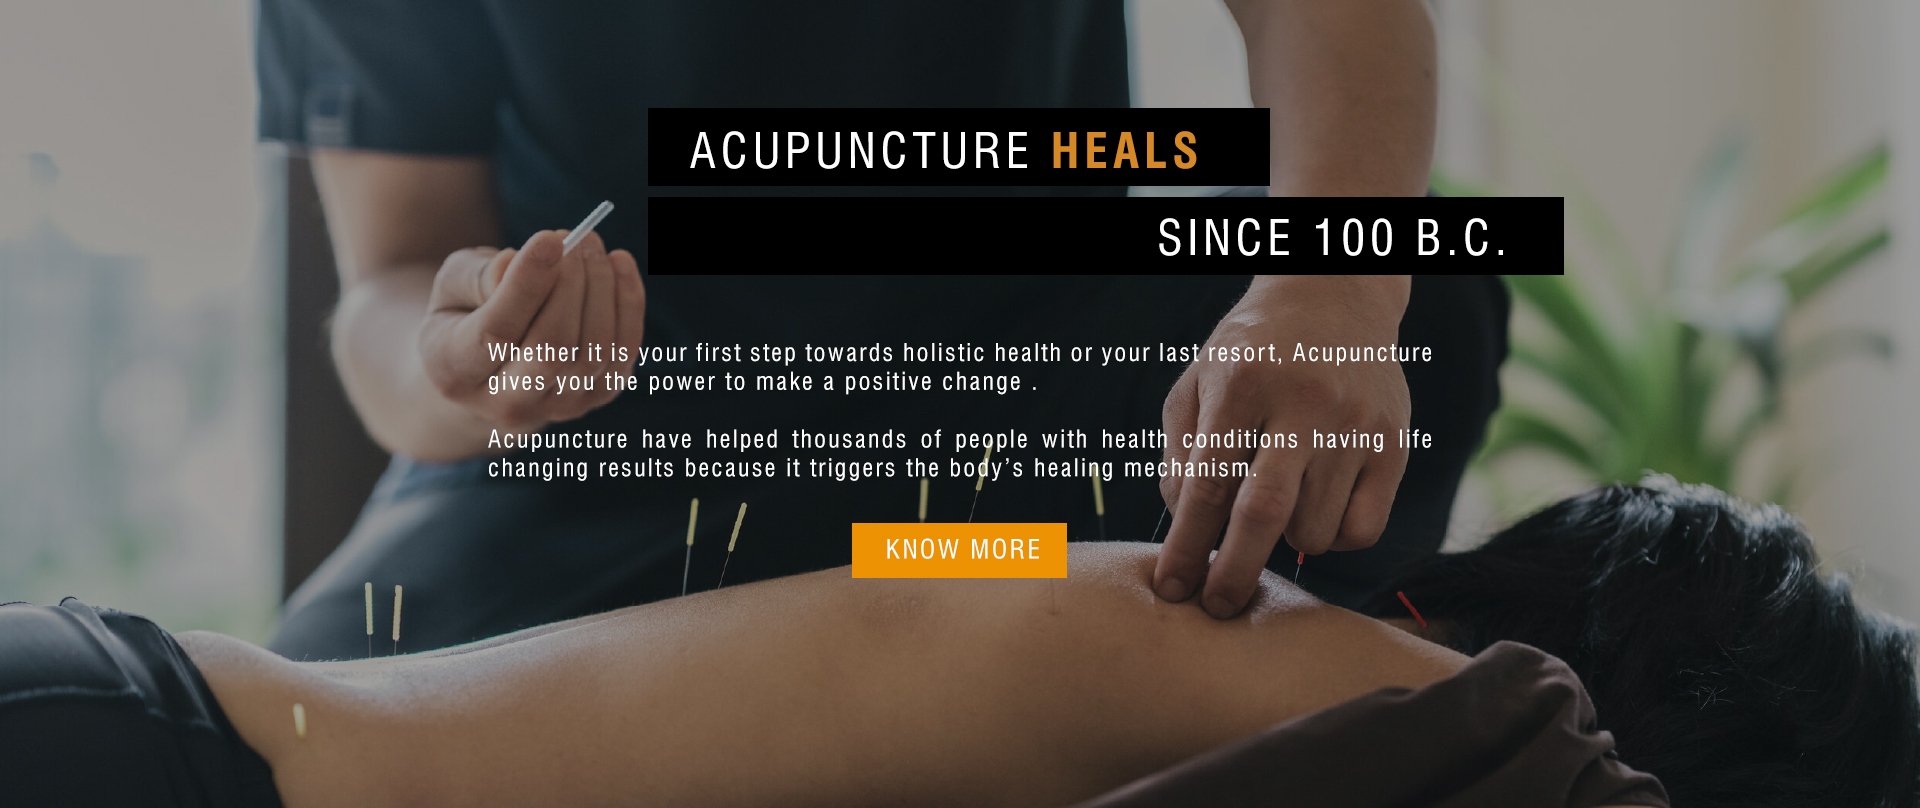 ACUPUNCTURE HEALS
SINCE 100 B.C.
Whether it is your first step towards holistic health or your last resort, Acupuncture
gives you the power to make a positive change .
Acupuncture have helped thousands of people with health conditions having life
changing results because it triggers the body’s healing mechanism.
KNOW MORE